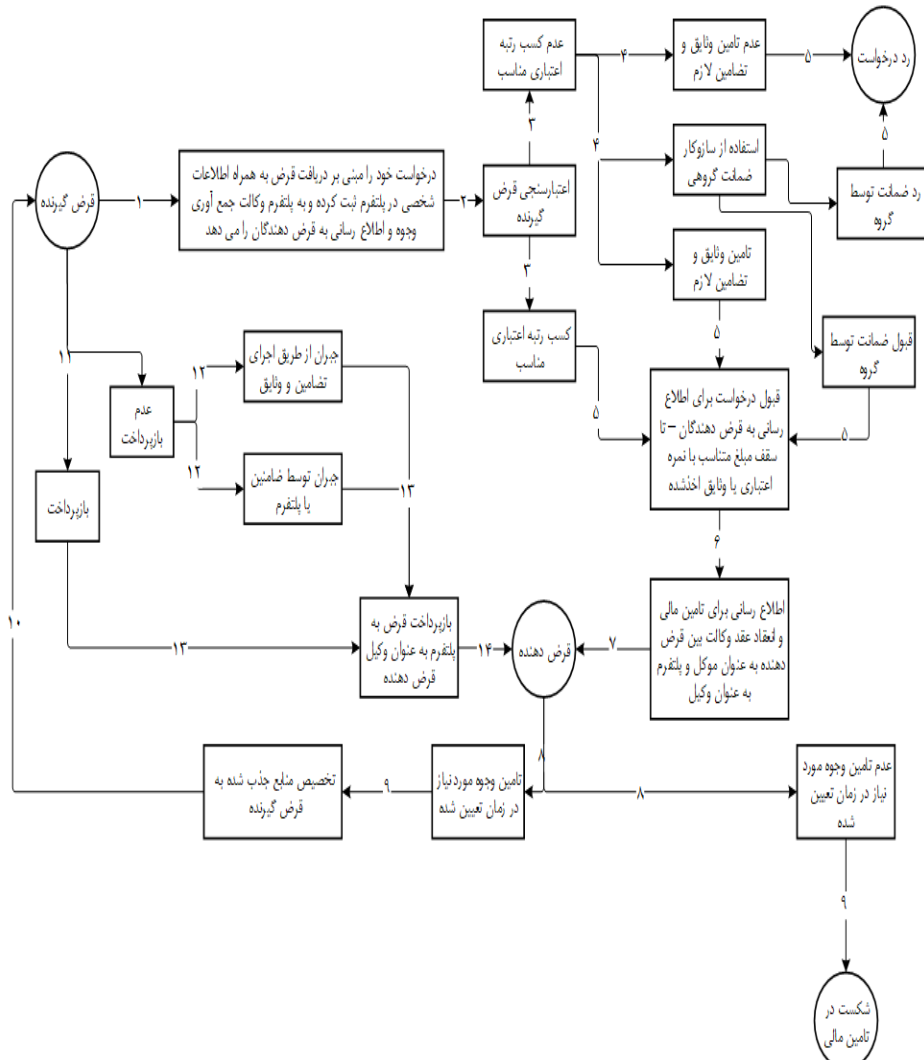 عدم کسب رتبه
اعتباری مناسب
۴
عدم تامین وثایق و
تضامین لازم
۵
رد درخواست
۳
۴
۵
قرض گیرنده
۱
درخواست خود را مبنی بر دریافت قرض به همراه اطلاعات
شخصی در پلتفرم ثبت کرده و به پلتفرم وکالت جمع آوری
وجوه و اطلاع رسانی به قرض دهندگان را می دهد
۲
اعتبارسنجی قرض
گیرنده
استفاده از سازوکار
ضمانت گروهی
رد ضمانت توسط
گروه
۳
تامین وثایق و
تضامین لازم
کسب رتبه اعتباری
مناسب
۵
قبول ضمانت توسط
گروه
۵
۵
قبول درخواست برای اطلاع
رسانی به قرض دهندگان – تا
سقف مبلغ متناسب با نمره
اعتباری یا وثایق اخذشده
۶
۱۱
عدم
بازپرداخت
۱۲
جبران از طریق اجرای
تضامین و وثایق
۱۲
جبران توسط ضامنین
یا پلتفرم
۱۳
بازپرداخت
۱۳
بازپرداخت قرض به
پلتفرم به عنوان وکیل
قرض دهنده
۱۴
قرض دهنده
۷
اطلاع رسانی برای تامین مالی
و انعقاد عقد وکالت بین قرض
دهنده به عنوان موکل و پلتفرم
به عنوان وکیل
۱۰
۸
۸
تامین وجوه مورد نیاز
در زمان تعیین شده
۹
تخصیص منابع جذب شده به
قرض گیرنده
عدم تامین وجوه مورد
نیاز در زمان تعیین
شده
۹
شکست در
تامین مالی